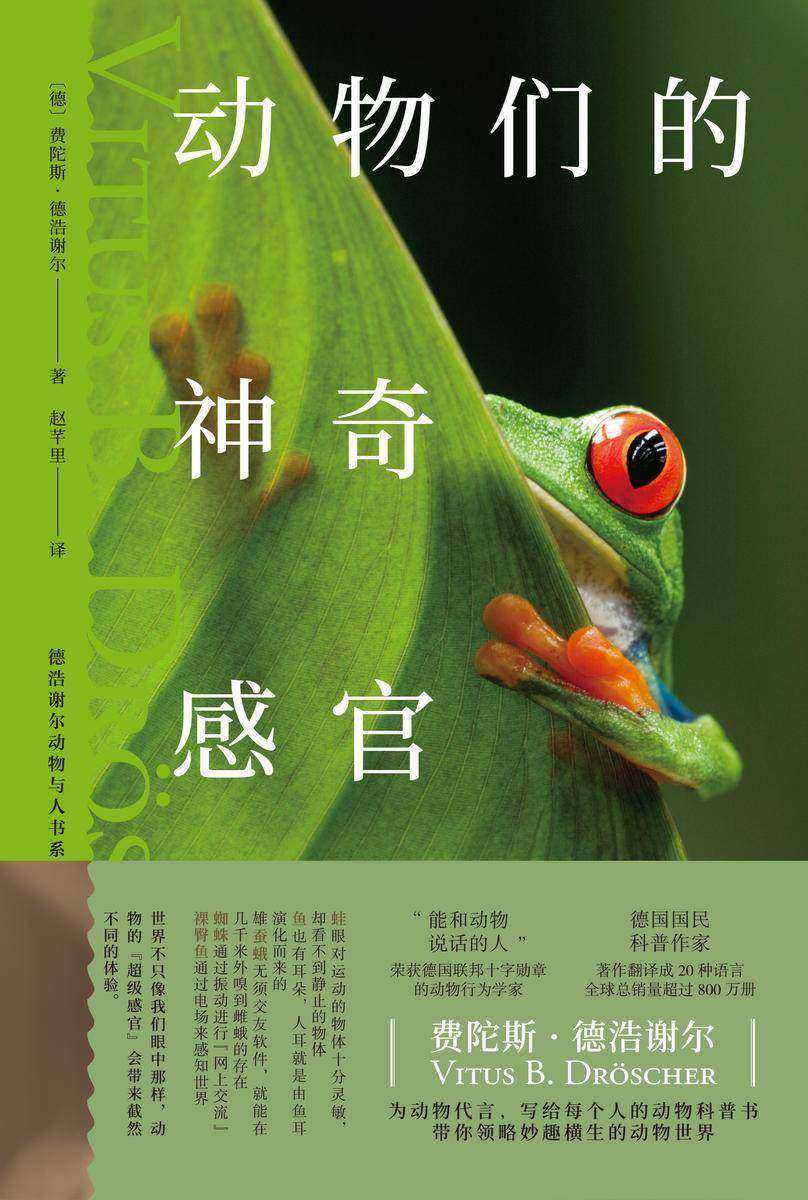 动物们的
神奇
感官
〔德〕费陀斯·德浩谢尔——著 赵芊里——译
德浩谢尔动物与人书系
VITUS B. DRÖS
“能和动物
说话的人”
荣获德国联邦十字勋章
的动物行为学家
德国国民
科普作家
著作翻译成 20 种语言
全球总销量超过 800 万册
费陀斯·德浩谢尔
VITUS B. DRÖSCHER
为动物代言，写给每个人的动物科普书
带你领略妙趣横生的动物世界
蛙眼对运动的物体十分灵敏，
却看不到静止的物体
鱼也有耳朵，人耳就是由鱼耳
演化而来的
雄蚕蛾无须交友软件，就能在
几千米外嗅到雌蛾的存在
蜘蛛通过振动进行『网上交流』
裸臀鱼通过电场来感知世界
世界不只像我们眼中那样，动
物的『超级感官』会带来截然
不同的体验。